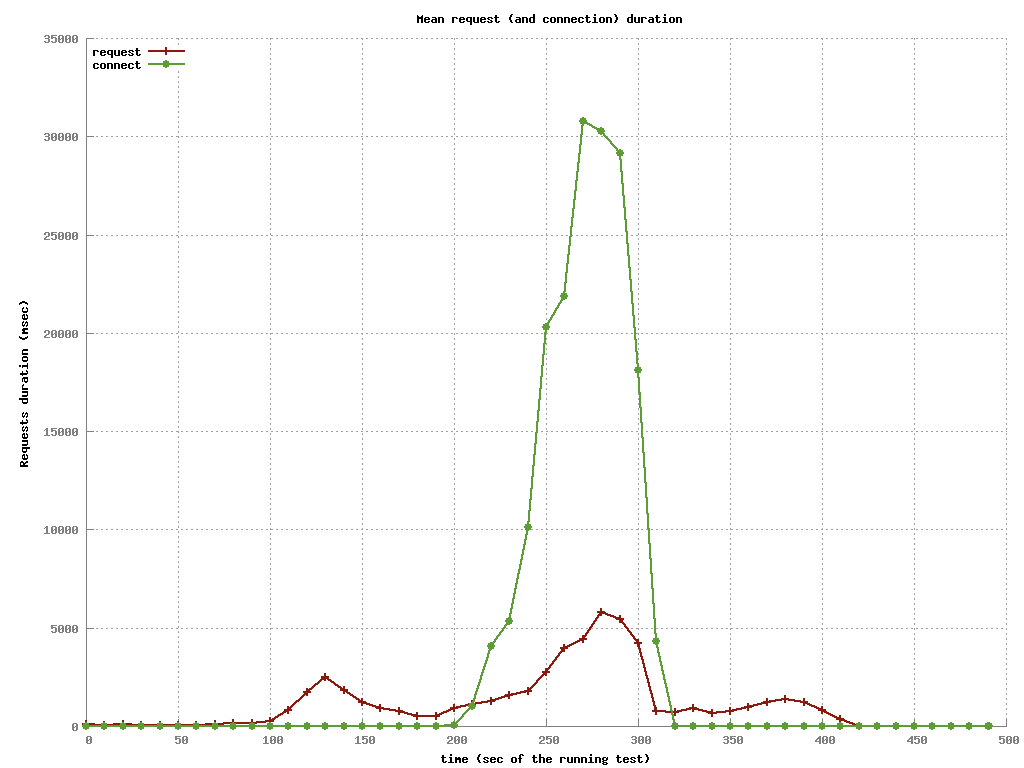 Mean request (and connection) duration
35000
request
connect
30000
25000
20000
15000
10000
5000
0
Requests duration (msec)
0 50 100 150 200 250 300 350 400 450 500
time (sec of the running test)